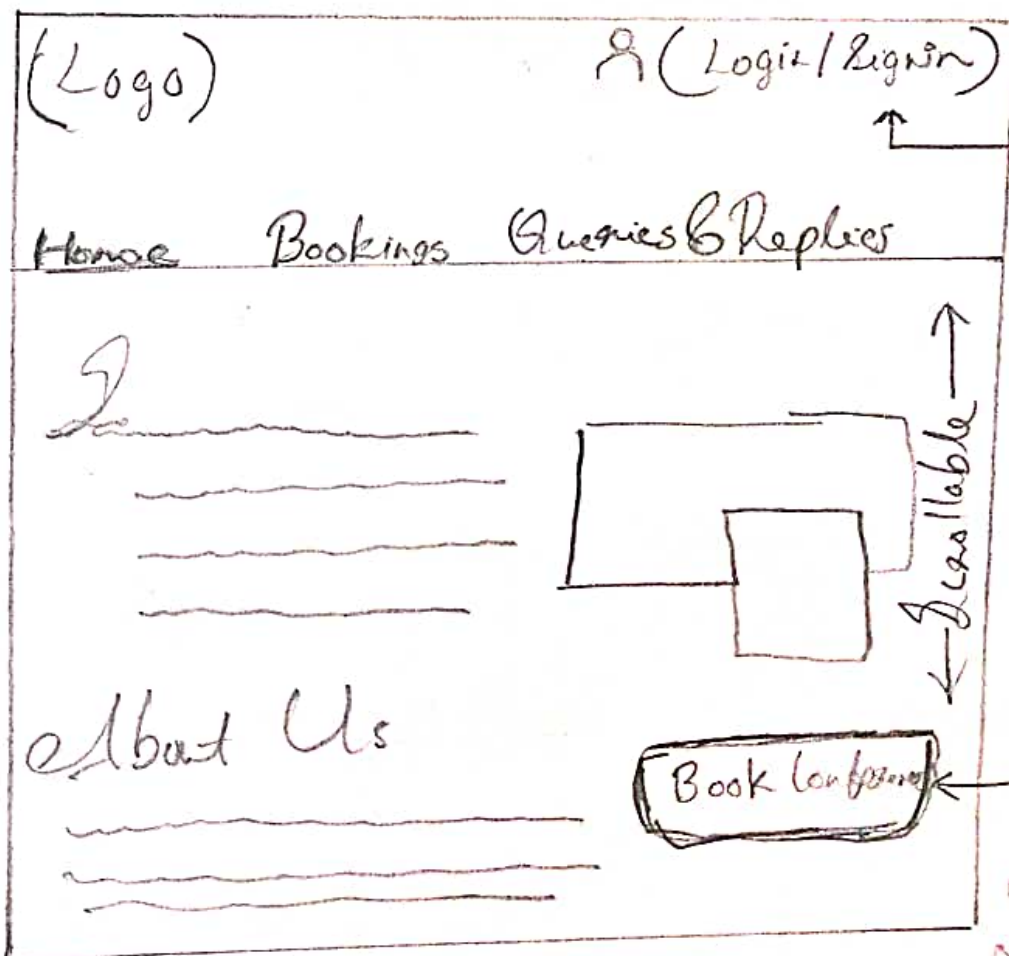 (Logo)
(Login/Signin)
Home Bookings Queries & Replies
Scrollable
About Us
Book Conference